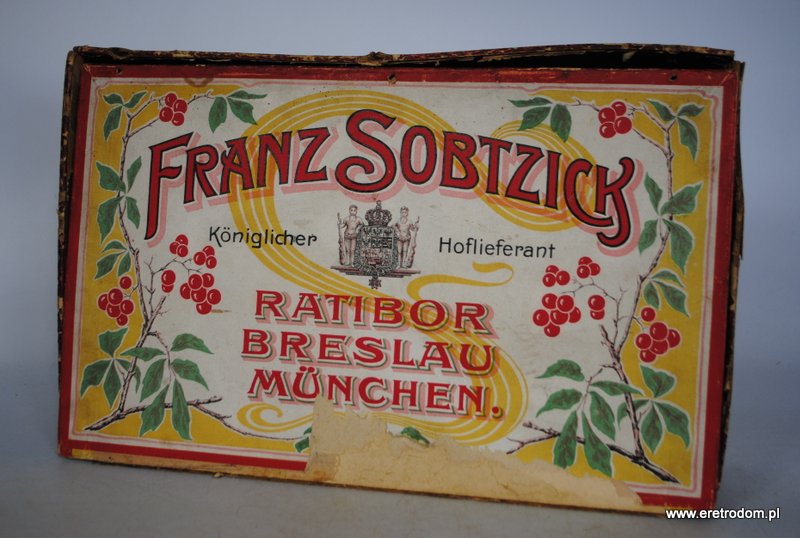 FRANZ SOBTZICK
Königlicher Hoflieferant
RATIBOR
BRESLAU
MÜNCHEN.
www.eretrodom.pl